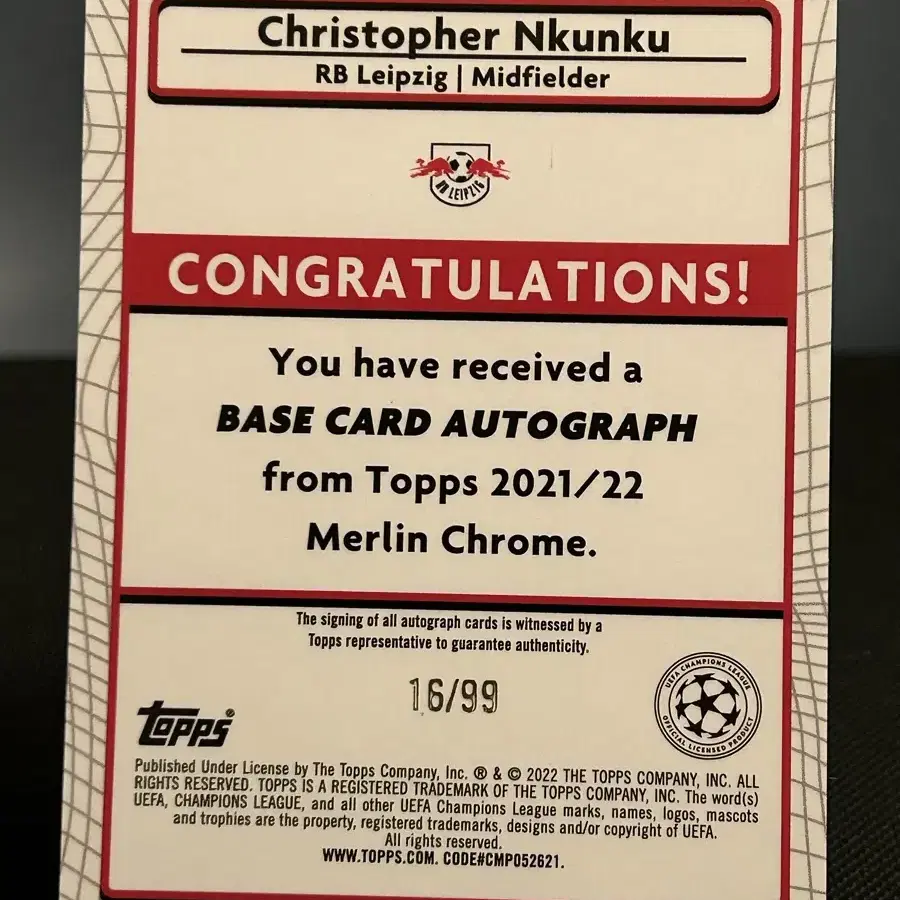 Christopher Nkunku
RB Leipzig | Midfielder
RB LEIPZIG
CONGRATULATIONS!
You have received a
BASE CARD AUTOGRAPH
from Topps 2021/22
Merlin Chrome.
The signing of all autograph cards is witnessed by a
Topps representative to guarantee authenticity.
16/99
UEFA CHAMPIONS LEAGUE
OFFICIAL LICENSED PRODUCT
topps®
Published Under License by The Topps Company, Inc. ® & © 2022 THE TOPPS COMPANY, INC. ALL
RIGHTS RESERVED. TOPPS IS A REGISTERED TRADEMARK OF THE TOPPS COMPANY, INC. The word(s)
UEFA, CHAMPIONS LEAGUE, and all other UEFA Champions League marks, names, logos, mascots
and trophies are the property, registered trademarks, designs and/or copyright of UEFA.
All rights reserved.
WWW.TOPPS.COM. CODE#CMP052621.